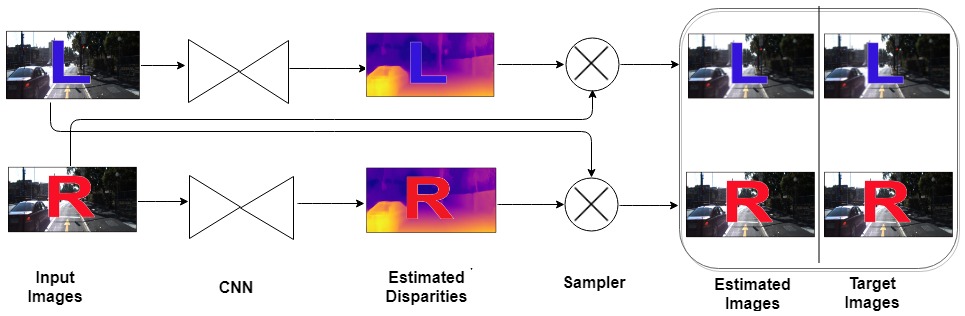 L
L
L
L
R
R
R
R
Input
Images
CNN
Estimated
Disparities
Sampler
Estimated
Images
Target
Images